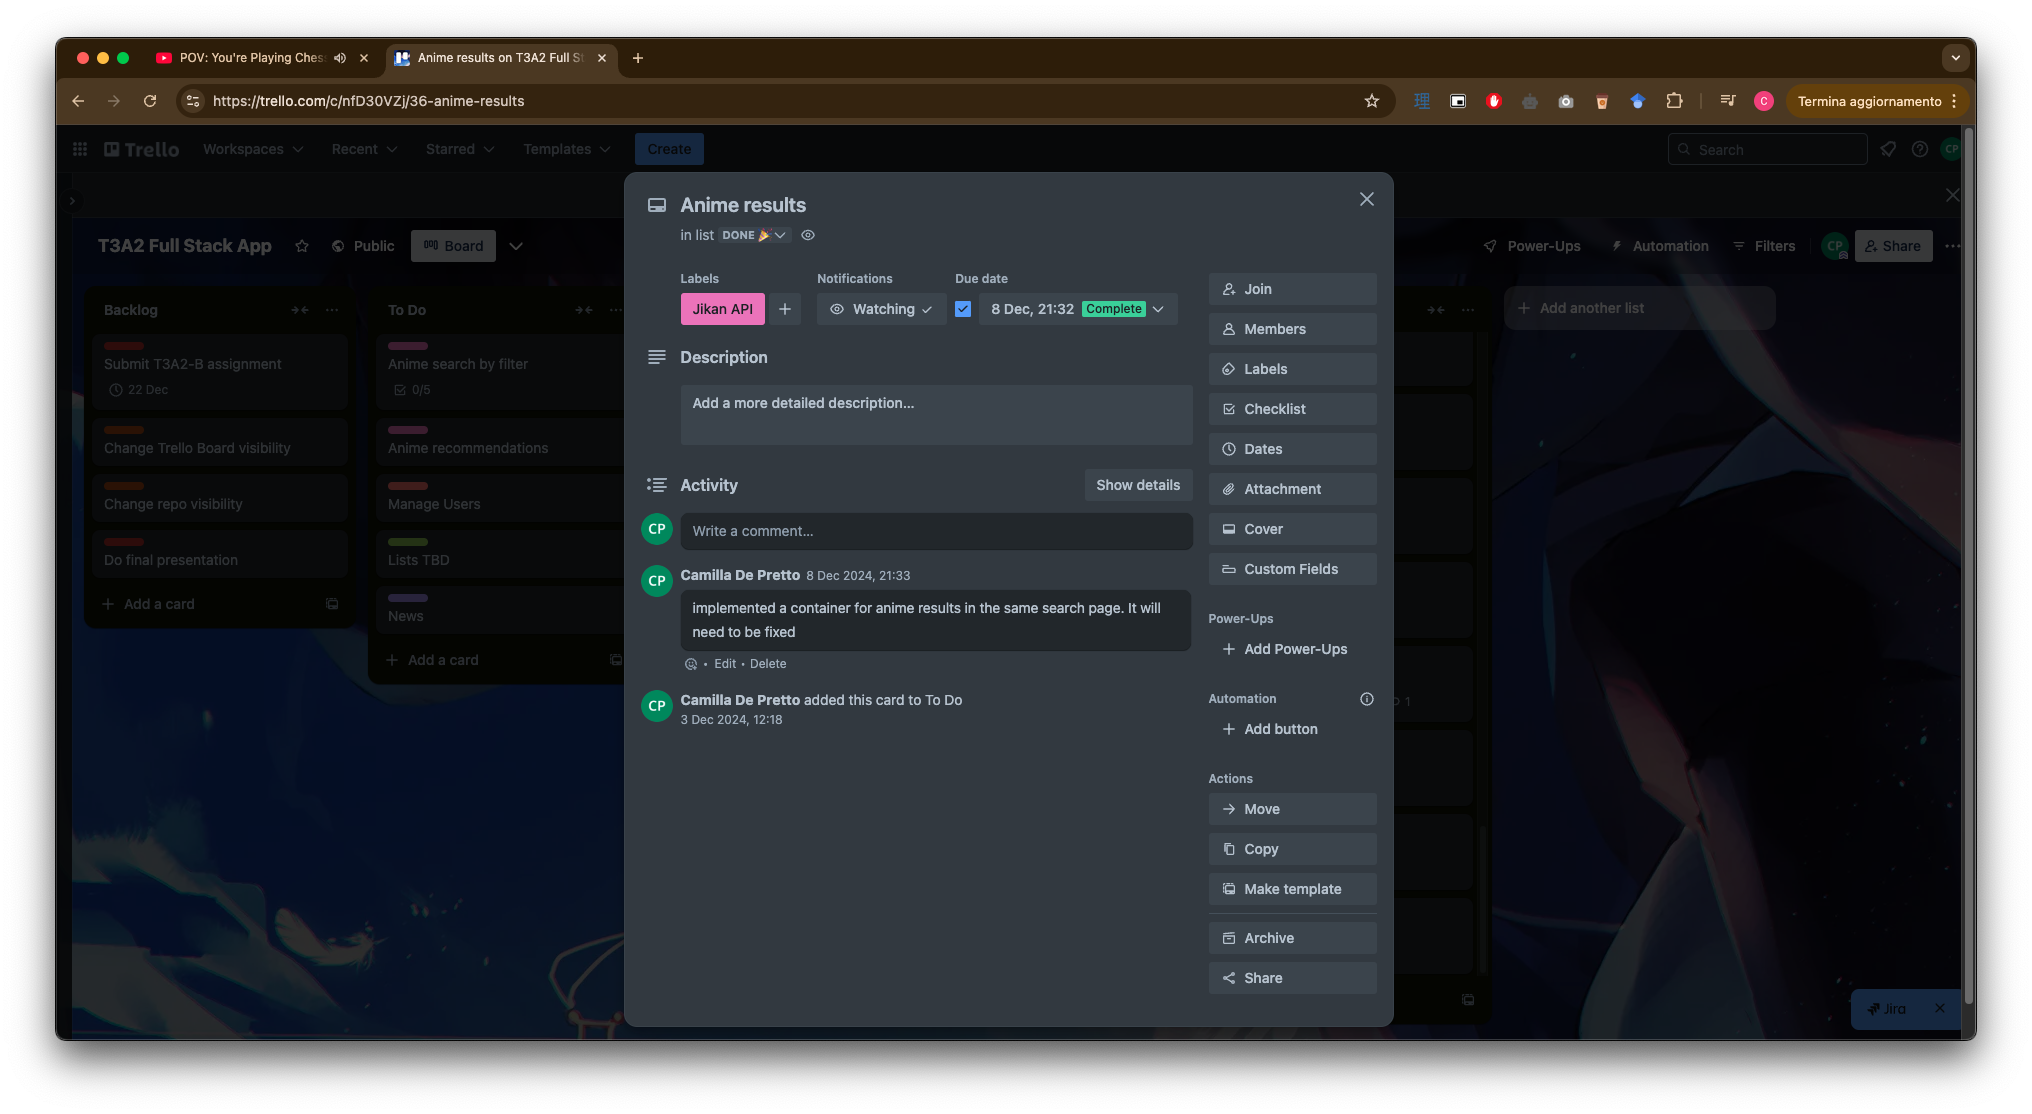 POV: You're Playing Chess
Anime results on T3A2 Full St
https://trello.com/c/nfD30VZj/36-anime-results
C
Termina aggiornamento
Trello
Workspaces
Recent
Starred
Templates
Create
Search
CP
T3A2 Full Stack App
Public
Board
Power-Ups
Automation
Filters
CP
Share
Backlog
Submit T3A2-B assignment
22 Dec
Change Trello Board visibility
Change repo visibility
Do final presentation
Add a card
To Do
Anime search by filter
0/5
Anime recommendations
Manage Users
Lists TBD
News
Add a card
Add another list
1
Anime results
in list DONE 🎉
Labels
Jikan API
Notifications
Watching
Due date
8 Dec, 21:32 Complete
Description
Add a more detailed description...
Activity
Show details
CP
Write a comment...
CP
Camilla De Pretto 8 Dec 2024, 21:33
implemented a container for anime results in the same search page. It will
need to be fixed
• Edit • Delete
CP
Camilla De Pretto added this card to To Do
3 Dec 2024, 12:18
Join
Members
Labels
Checklist
Dates
Attachment
Cover
Custom Fields
Power-Ups
Add Power-Ups
Automation
Add button
Actions
Move
Copy
Make template
Archive
Share
Jira